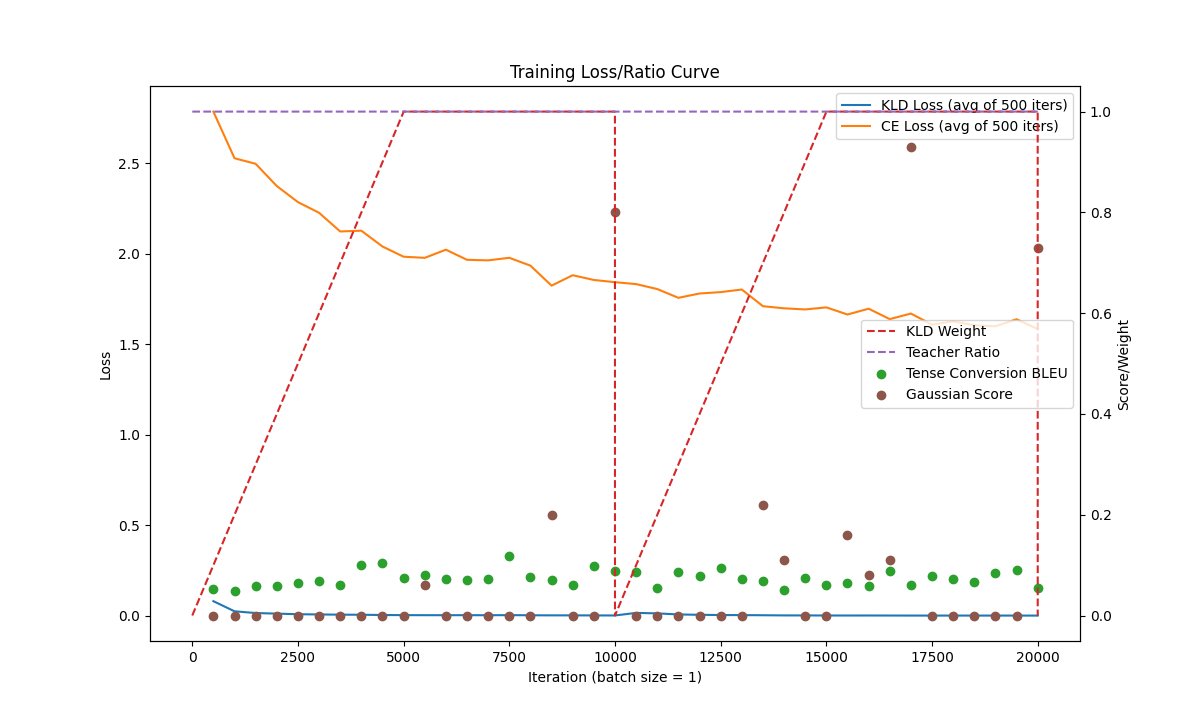 Training Loss/Ratio Curve
KLD Loss (avg of 500 iters)
CE Loss (avg of 500 iters)
KLD Weight
Teacher Ratio
Tense Conversion BLEU
Gaussian Score
Loss
2.5
2.0
1.5
1.0
0.5
0.0
Score/Weight
1.0
0.8
0.6
0.4
0.2
0.0
0 2500 5000 7500 10000 12500 15000 17500 20000
Iteration (batch size = 1)